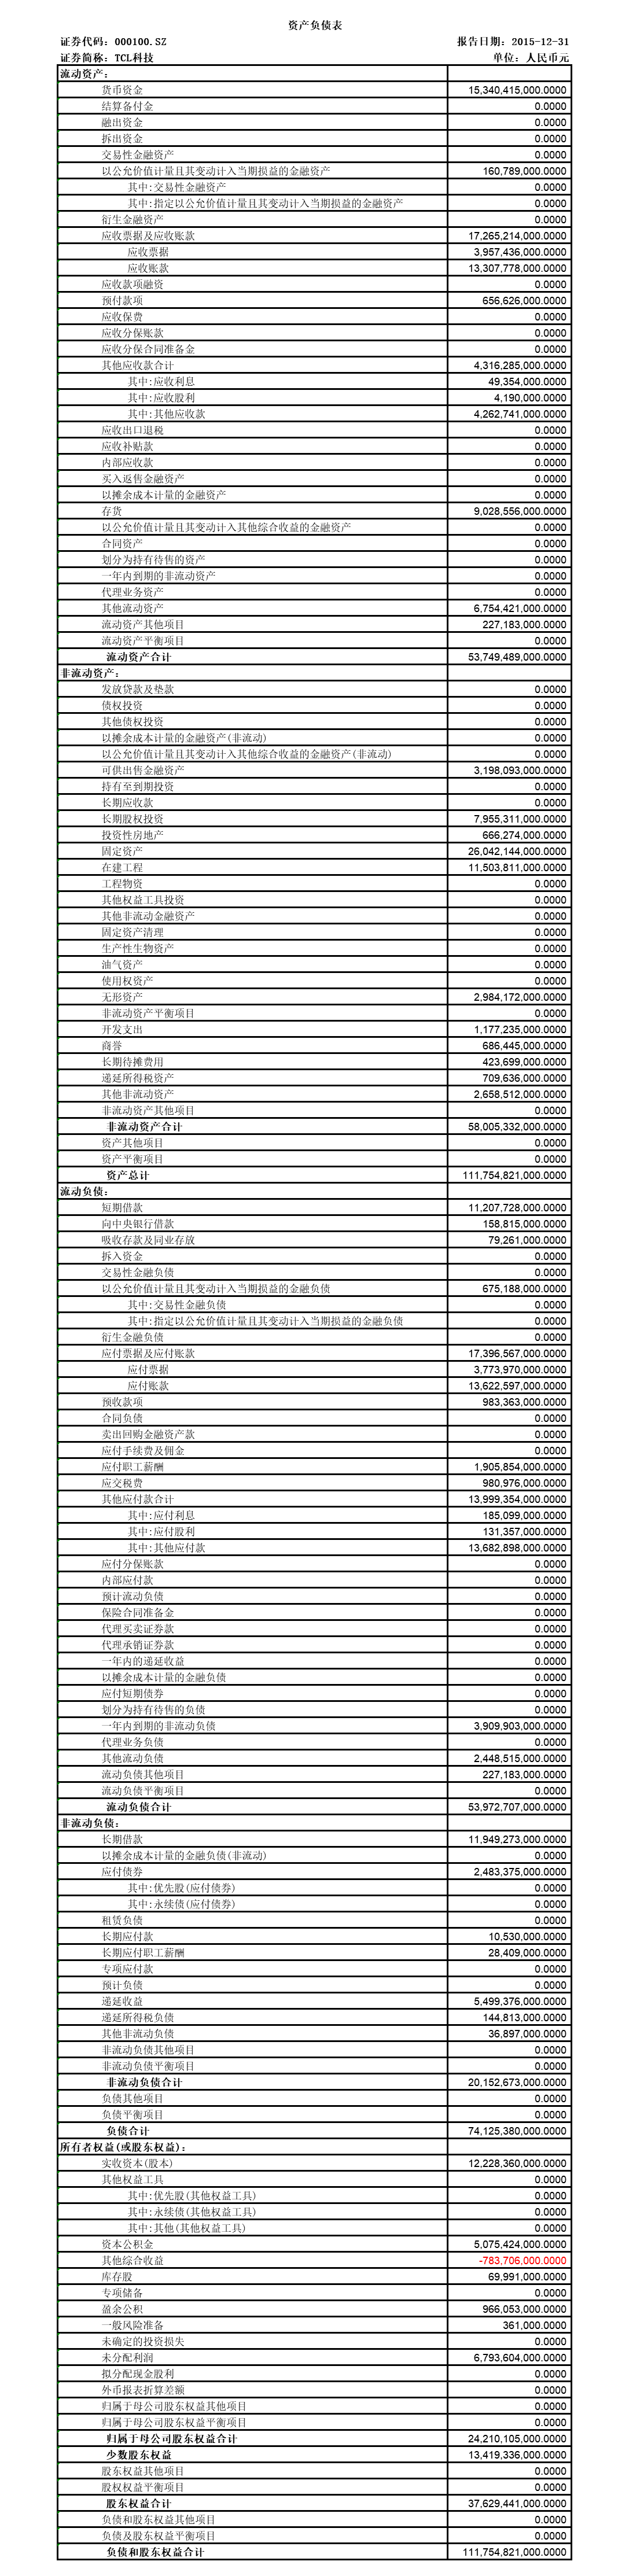 资产负债表
证券代码：000100.SZ 报告日期：2015-12-31
证券简称：TCL科技 单位：人民币元
流动资产：
货币资金 15,340,415,000.0000
结算备付金 0.0000
融出资金 0.0000
拆出资金 0.0000
交易性金融资产 0.0000
以公允价值计量且其变动计入当期损益的金融资产 160,789,000.0000
其中:交易性金融资产 0.0000
其中:指定以公允价值计量且其变动计入当期损益的金融资产 0.0000
衍生金融资产 0.0000
应收票据及应收账款 17,265,214,000.0000
应收票据 3,957,436,000.0000
应收账款 13,307,778,000.0000
应收款项融资 0.0000
预付款项 656,626,000.0000
应收保费 0.0000
应收分保账款 0.0000
应收分保合同准备金 0.0000
其他应收款合计 4,316,285,000.0000
其中:应收利息 49,354,000.0000
其中:应收股利 4,190,000.0000
其中:其他应收款 4,262,741,000.0000
应收出口退税 0.0000
应收补贴款 0.0000
内部应收款 0.0000
买入返售金融资产 0.0000
以摊余成本计量的金融资产 0.0000
存货 9,028,556,000.0000
以公允价值计量且其变动计入其他综合收益的金融资产 0.0000
合同资产 0.0000
划分为持有待售的资产 0.0000
一年内到期的非流动资产 0.0000
代理业务资产 0.0000
其他流动资产 6,754,421,000.0000
流动资产其他项目 227,183,000.0000
流动资产平衡项目 0.0000
流动资产合计 53,749,489,000.0000
非流动资产：
发放贷款及垫款 0.0000
债权投资 0.0000
其他债权投资 0.0000
以摊余成本计量的金融资产(非流动) 0.0000
以公允价值计量且其变动计入其他综合收益的金融资产(非流动) 0.0000
可供出售金融资产 3,198,093,000.0000
持有至到期投资 0.0000
长期应收款 0.0000
长期股权投资 7,955,311,000.0000
投资性房地产 666,274,000.0000
固定资产 26,042,144,000.0000
在建工程 11,503,811,000.0000
工程物资 0.0000
其他权益工具投资 0.0000
其他非流动金融资产 0.0000
固定资产清理 0.0000
生产性生物资产 0.0000
油气资产 0.0000
使用权资产 0.0000
无形资产 2,984,172,000.0000
非流动资产平衡项目 0.0000
开发支出 1,177,235,000.0000
商誉 686,445,000.0000
长期待摊费用 423,699,000.0000
递延所得税资产 709,636,000.0000
其他非流动资产 2,658,512,000.0000
非流动资产其他项目 0.0000
非流动资产合计 58,005,332,000.0000
资产其他项目 0.0000
资产平衡项目 0.0000
资产总计 111,754,821,000.0000
流动负债：
短期借款 11,207,728,000.0000
向中央银行借款 158,815,000.0000
吸收存款及同业存放 79,261,000.0000
拆入资金 0.0000
交易性金融负债 0.0000
以公允价值计量且其变动计入当期损益的金融负债 675,188,000.0000
其中:交易性金融负债 0.0000
其中:指定以公允价值计量且其变动计入当期损益的金融负债 0.0000
衍生金融负债 0.0000
应付票据及应付账款 17,396,567,000.0000
应付票据 3,773,970,000.0000
应付账款 13,622,597,000.0000
预收款项 983,363,000.0000
合同负债 0.0000
卖出回购金融资产款 0.0000
应付手续费及佣金 0.0000
应付职工薪酬 1,905,854,000.0000
应交税费 980,976,000.0000
其他应付款合计 13,999,354,000.0000
其中:应付利息 185,099,000.0000
其中:应付股利 131,357,000.0000
其中:其他应付款 13,682,898,000.0000
应付分保账款 0.0000
内部应付款 0.0000
预计流动负债 0.0000
保险合同准备金 0.0000
代理买卖证券款 0.0000
代理承销证券款 0.0000
一年内的递延收益 0.0000
以摊余成本计量的金融负债 0.0000
应付短期债券 0.0000
划分为持有待售的负债 0.0000
一年内到期的非流动负债 3,909,903,000.0000
代理业务负债 0.0000
其他流动负债 2,448,515,000.0000
流动负债其他项目 227,183,000.0000
流动负债平衡项目 0.0000
流动负债合计 53,972,707,000.0000
非流动负债：
长期借款 11,949,273,000.0000
以摊余成本计量的金融负债(非流动) 0.0000
应付债券 2,483,375,000.0000
其中:优先股(应付债券) 0.0000
其中:永续债(应付债券) 0.0000
租赁负债 0.0000
长期应付款 10,530,000.0000
长期应付职工薪酬 28,409,000.0000
专项应付款 0.0000
预计负债 0.0000
递延收益 5,499,376,000.0000
递延所得税负债 144,813,000.0000
其他非流动负债 36,897,000.0000
非流动负债其他项目 0.0000
非流动负债平衡项目 0.0000
非流动负债合计 20,152,673,000.0000
负债其他项目 0.0000
负债平衡项目 0.0000
负债合计 74,125,380,000.0000
所有者权益(或股东权益)：
实收资本(股本) 12,228,360,000.0000
其他权益工具 0.0000
其中:优先股(其他权益工具) 0.0000
其中:永续债(其他权益工具) 0.0000
其中:其他(其他权益工具) 0.0000
资本公积金 5,075,424,000.0000
其他综合收益 -783,706,000.0000
库存股 69,991,000.0000
专项储备 0.0000
盈余公积 966,053,000.0000
一般风险准备 361,000.0000
未确定的投资损失 0.0000
未分配利润 6,793,604,000.0000
拟分配现金股利 0.0000
外币报表折算差额 0.0000
归属于母公司股东权益其他项目 0.0000
归属于母公司股东权益平衡项目 0.0000
归属于母公司股东权益合计 24,210,105,000.0000
少数股东权益 13,419,336,000.0000
股东权益其他项目 0.0000
股权权益平衡项目 0.0000
股东权益合计 37,629,441,000.0000
负债和股东权益其他项目 0.0000
负债及股东权益平衡项目 0.0000
负债和股东权益合计 111,754,821,000.0000